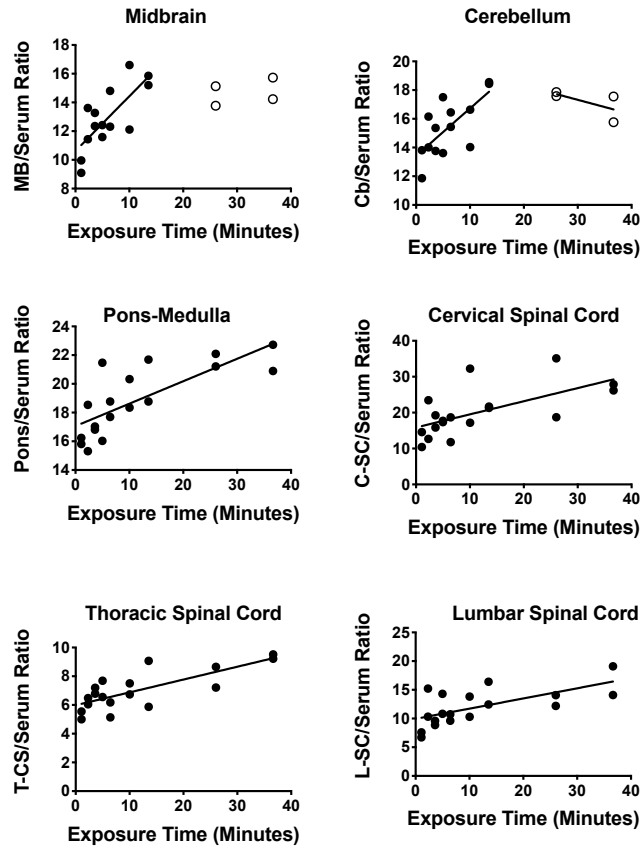 Midbrain
MB/Serum Ratio
18
16
14
12
10
8
0 10 20 30 40
Exposure Time (Minutes)
Cerebellum
Cb/Serum Ratio
20
18
16
14
12
10
0 10 20 30 40
Exposure Time (Minutes)
Pons-Medulla
Pons/Serum Ratio
24
22
20
18
16
14
0 10 20 30 40
Exposure Time (Minutes)
Cervical Spinal Cord
C-SC/Serum Ratio
40
30
20
10
0
0 10 20 30 40
Exposure Time (Minutes)
Thoracic Spinal Cord
T-CS/Serum Ratio
10
8
6
4
2
0
0 10 20 30 40
Exposure Time (Minutes)
Lumbar Spinal Cord
L-SC/Serum Ratio
25
20
15
10
5
0
0 10 20 30 40
Exposure Time (Minutes)